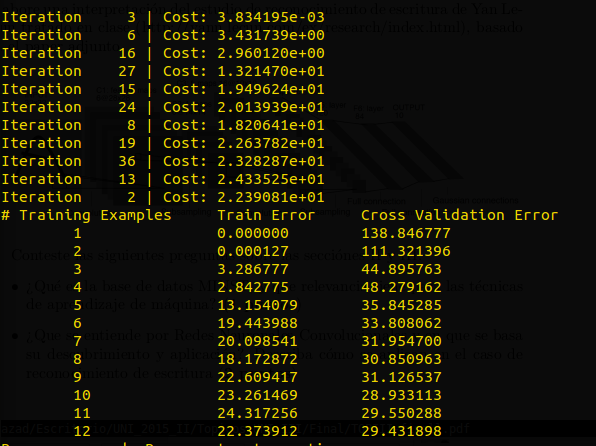 Iteration     3 | Cost: 3.834195e-03
Iteration     6 | Cost: 3.431739e+00
Iteration    16 | Cost: 2.960120e+00
Iteration    27 | Cost: 1.321470e+01
Iteration    15 | Cost: 1.949624e+01
Iteration    24 | Cost: 2.013939e+01
Iteration     8 | Cost: 1.820641e+01
Iteration    19 | Cost: 2.263782e+01
Iteration    36 | Cost: 2.328287e+01
Iteration    13 | Cost: 2.433525e+01
Iteration     2 | Cost: 2.239081e+01
# Training Examples     Train Error     Cross Validation Error
1     0.000000     138.846777
2     0.000127     111.321396
3     3.286777     44.895763
4     2.842775     48.279162
5     13.154079     35.845285
6     19.443988     33.808062
7     20.098541     31.954700
8     18.172872     30.850963
9     22.609417     31.126537
10     23.261469     28.933113
11     24.317256     29.550288
12     22.373912     29.431898